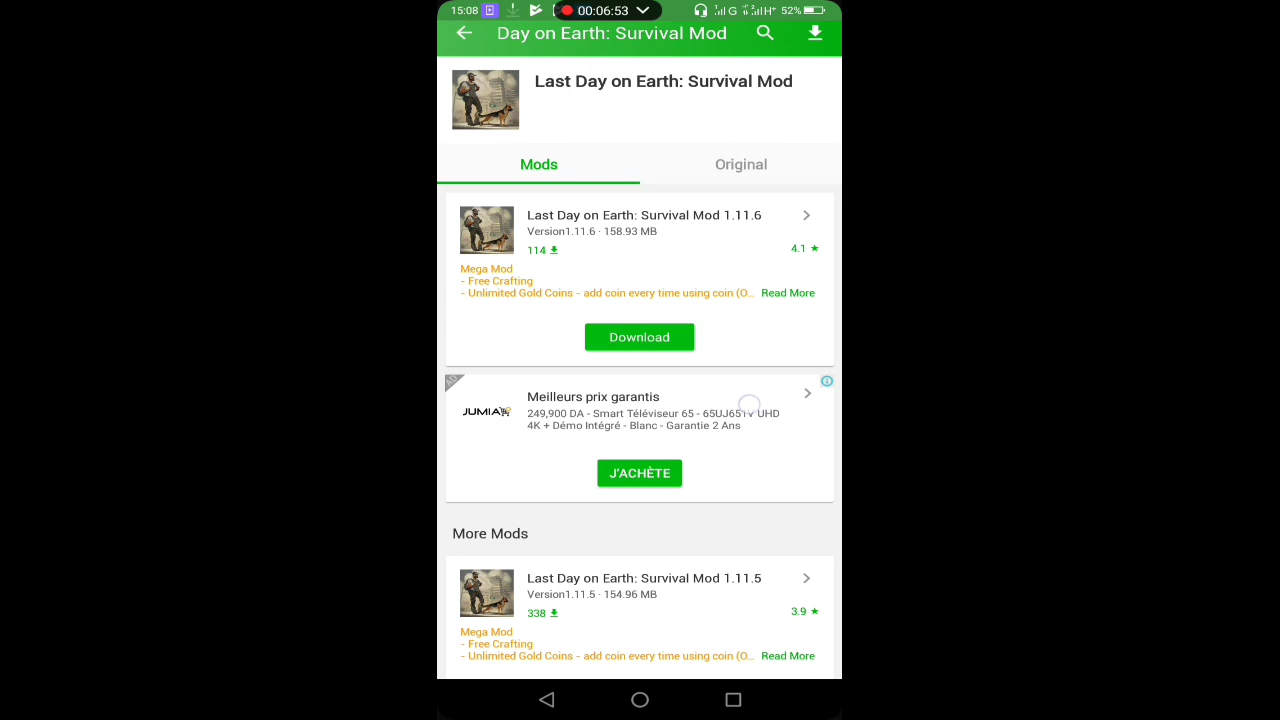 15:08
00:06:53
G
H+ 52%
Day on Earth: Survival Mod
Last Day on Earth: Survival Mod
Mods
Original
Last Day on Earth: Survival Mod 1.11.6
Version1.11.6 · 158.93 MB
114
4.1 ★
Mega Mod
- Free Crafting
- Unlimited Gold Coins - add coin every time using coin (O... Read More
Download
AD
JUMIA
Meilleurs prix garantis
249,900 DA - Smart Téléviseur 65 - 65UJ651V UHD
4K + Démo Intégré - Blanc - Garantie 2 Ans
J'ACHÈTE
More Mods
Last Day on Earth: Survival Mod 1.11.5
Version1.11.5 · 154.96 MB
338
3.9 ★
Mega Mod
- Free Crafting
- Unlimited Gold Coins - add coin every time using coin (O... Read More